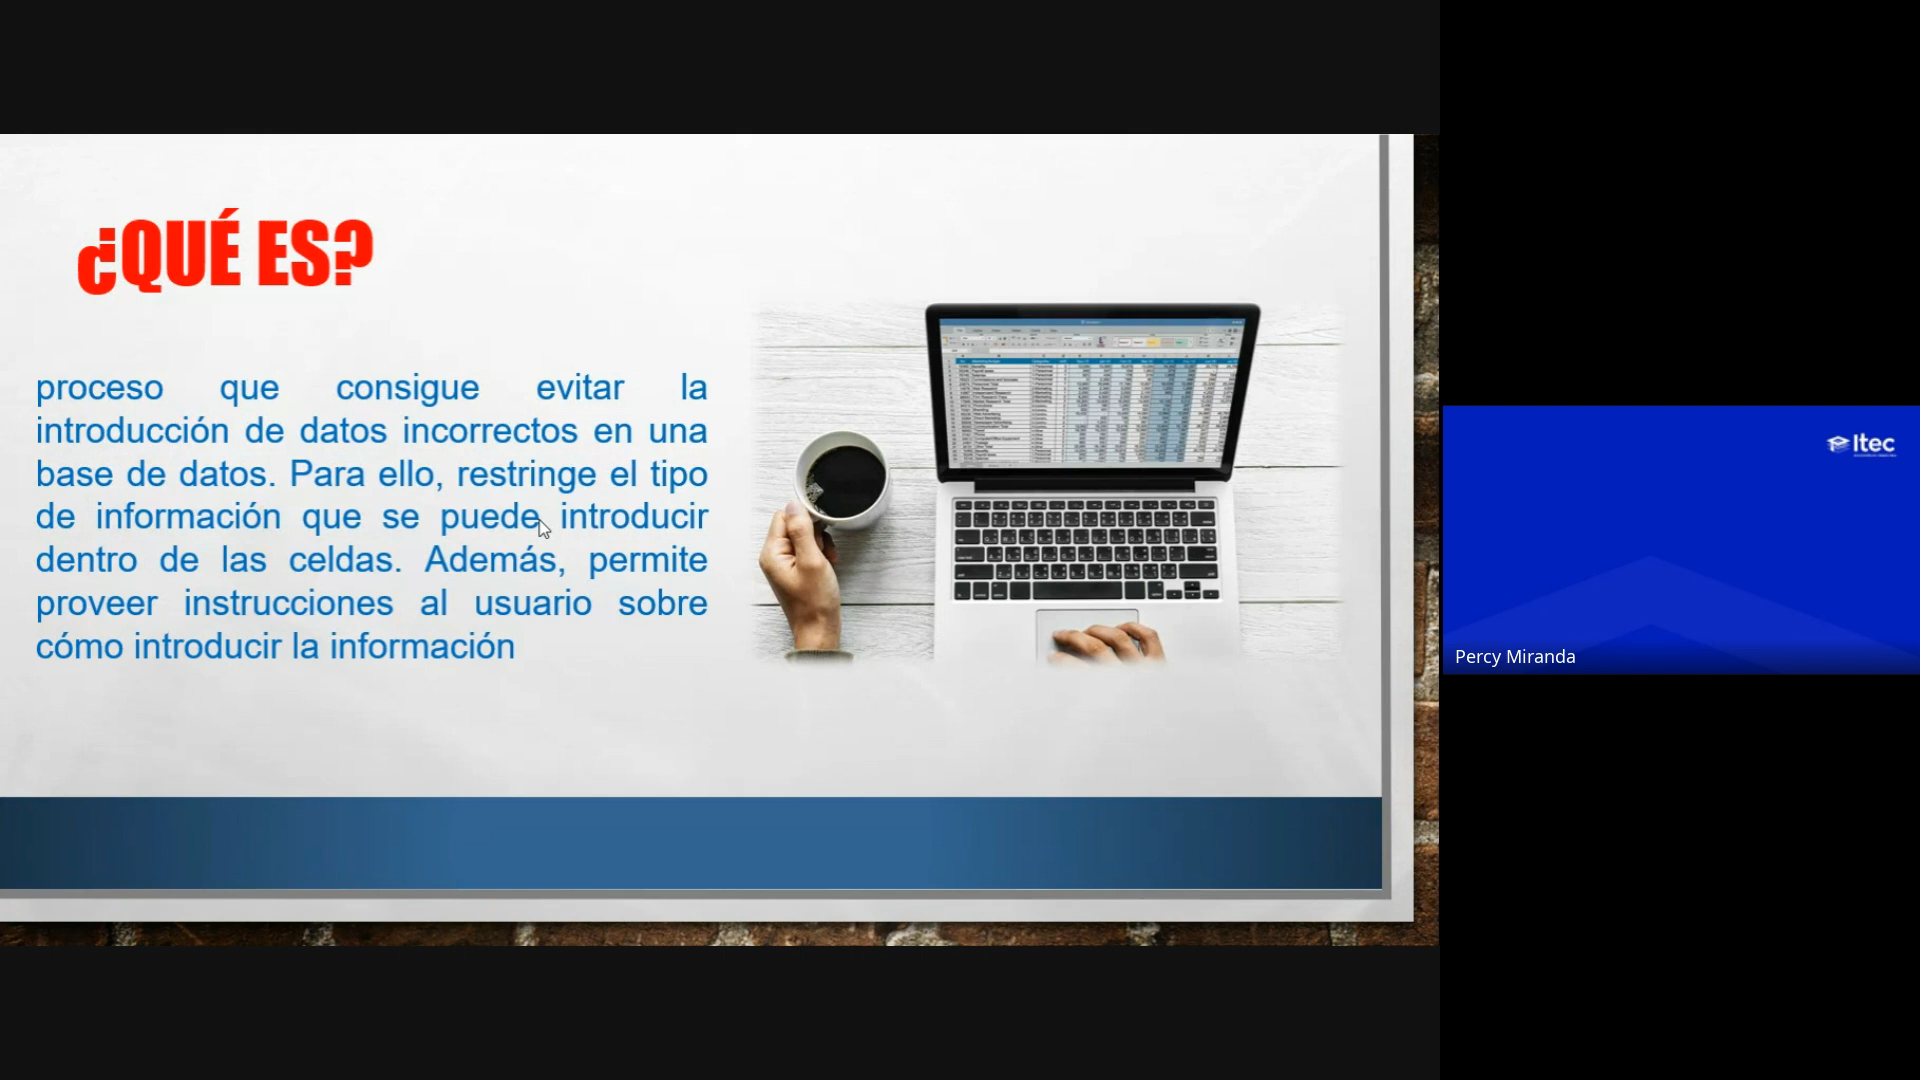 ¿QUÉ ES?
proceso que consigue evitar la
introducción de datos incorrectos en una
base de datos. Para ello, restringe el tipo
de información que se puede introducir
dentro de las celdas. Además, permite
proveer instrucciones al usuario sobre
cómo introducir la información
Itec
Percy Miranda